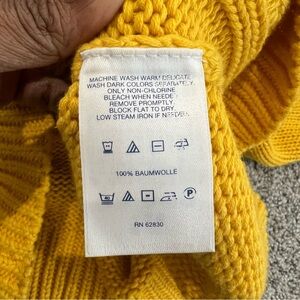 MACHINE WASH WARM DELICATE
WASH DARK COLORS SEPARATELY
ONLY NON-CHLORINE
BLEACH WHEN NEEDED
REMOVE PROMPTLY
BLOCK FLAT TO DRY
LOW STEAM IRON IF NEEDED
100% BAUMWOLLE
40
P
RN 62830